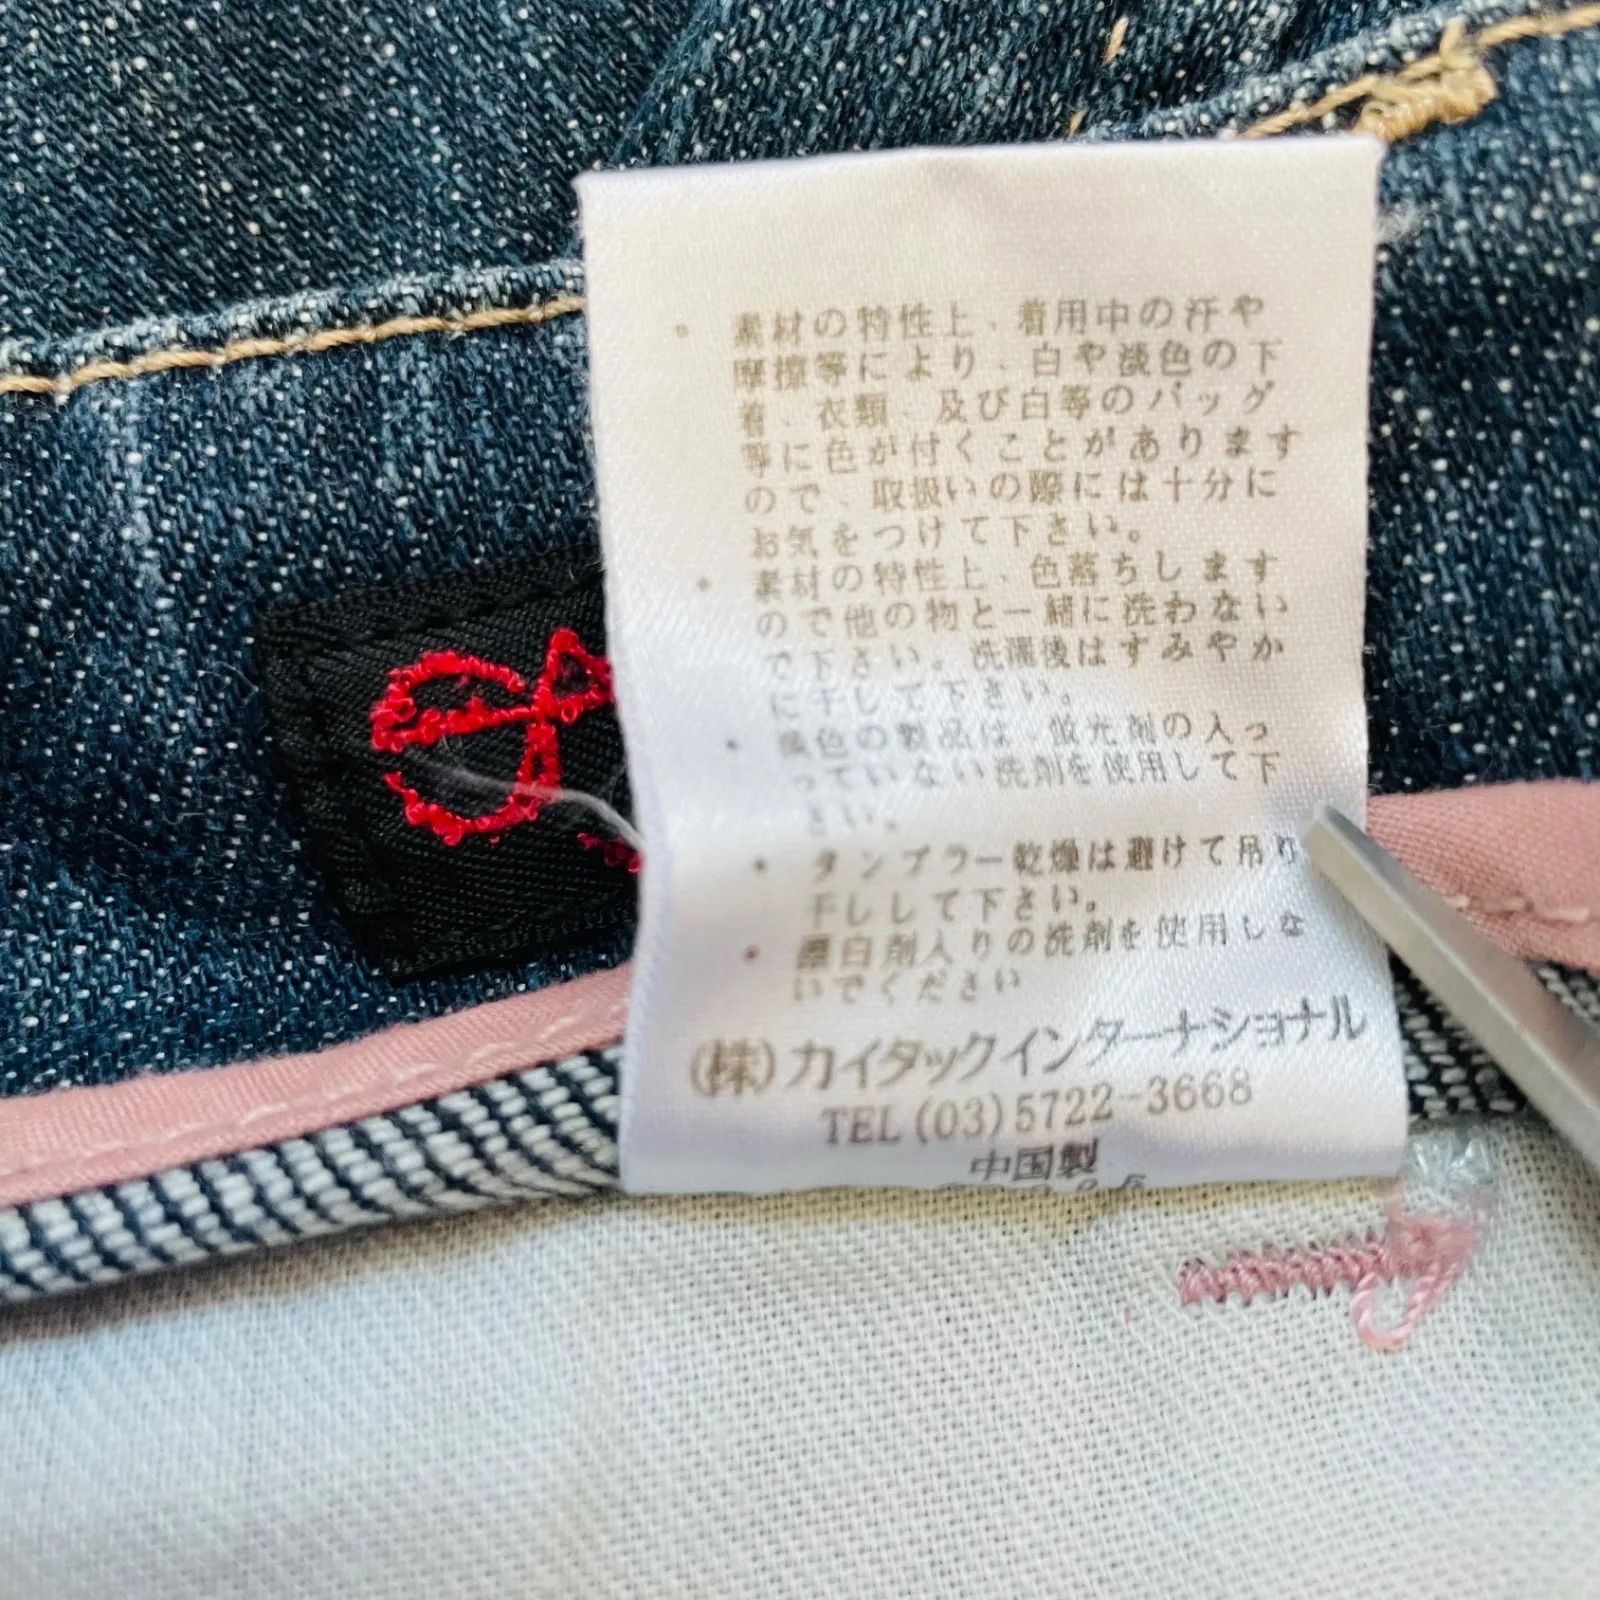 ・素材の特性上、着用中の汗や
摩擦等により、白や淡色の下
着、衣類、及び白等のバッグ
等に色が付くことがあります
ので、取扱いの際には十分に
お気をつけて下さい。
・素材の特性上、色落ちします
ので他の物と一緒に洗わない
で下さい。洗濯後はすみやか
に干して下さい。
・淡色の製品は、蛍光剤の入っ
っていない洗剤を使用して下
さい。
・タンブラー乾燥は避けて吊り
干しして下さい。
・漂白剤入りの洗剤を使用しな
いでください
(株)カイタックインターナショナル
TEL (03) 5722-3668
中国製